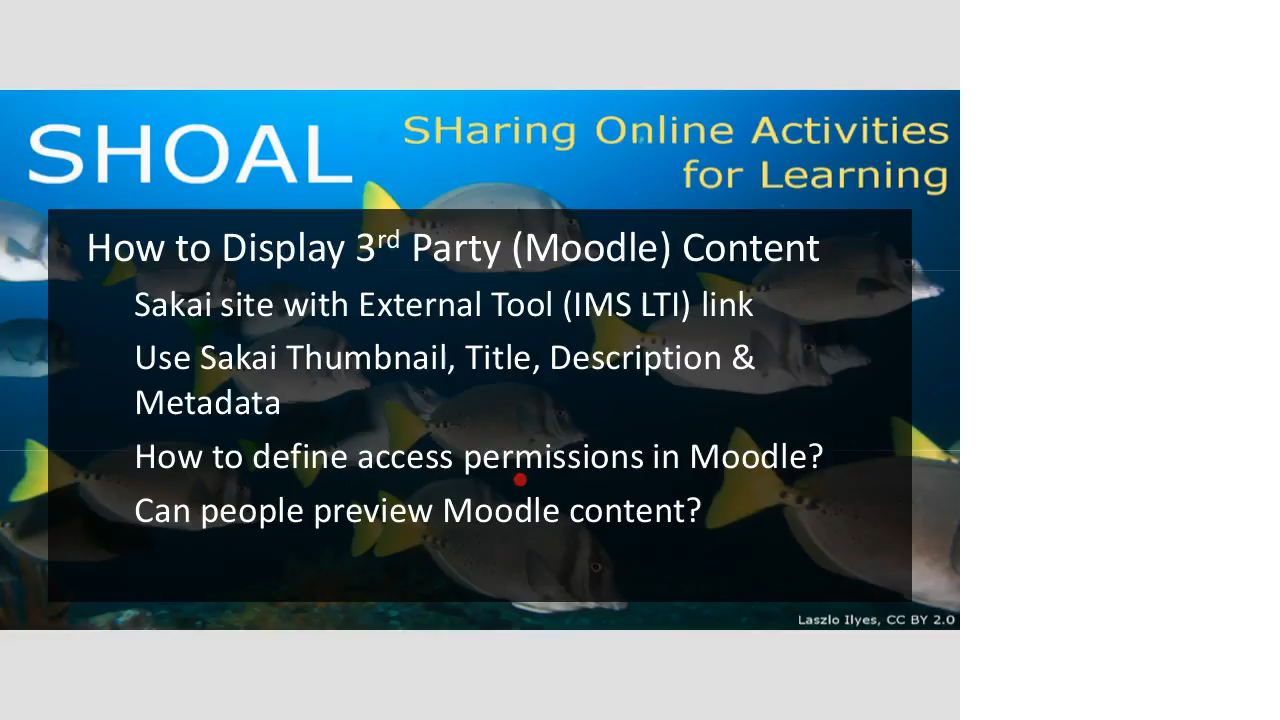 SHOAL
SHaring Online Activities
for Learning
How to Display 3rd Party (Moodle) Content
Sakai site with External Tool (IMS LTI) link
Use Sakai Thumbnail, Title, Description &
Metadata
How to define access permissions in Moodle?
Can people preview Moodle content?
Laszlo Ilyes, CC BY 2.0